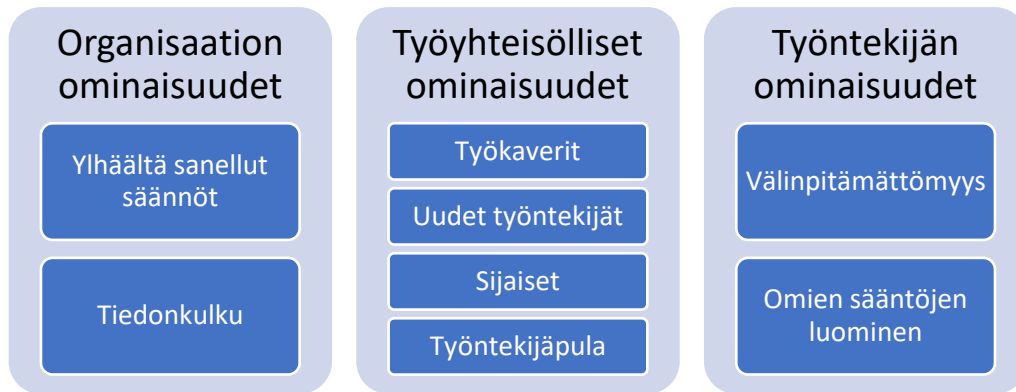 Organisaation
ominaisuudet
Ylhäältä sanellut
säännöt
Tiedonkulku
Työyhteisölliset
ominaisuudet
Työkaverit
Uudet työntekijät
Sijaiset
Työntekijäpula
Työntekijän
ominaisuudet
Välinpitämättömyys
Omien sääntöjen
luominen